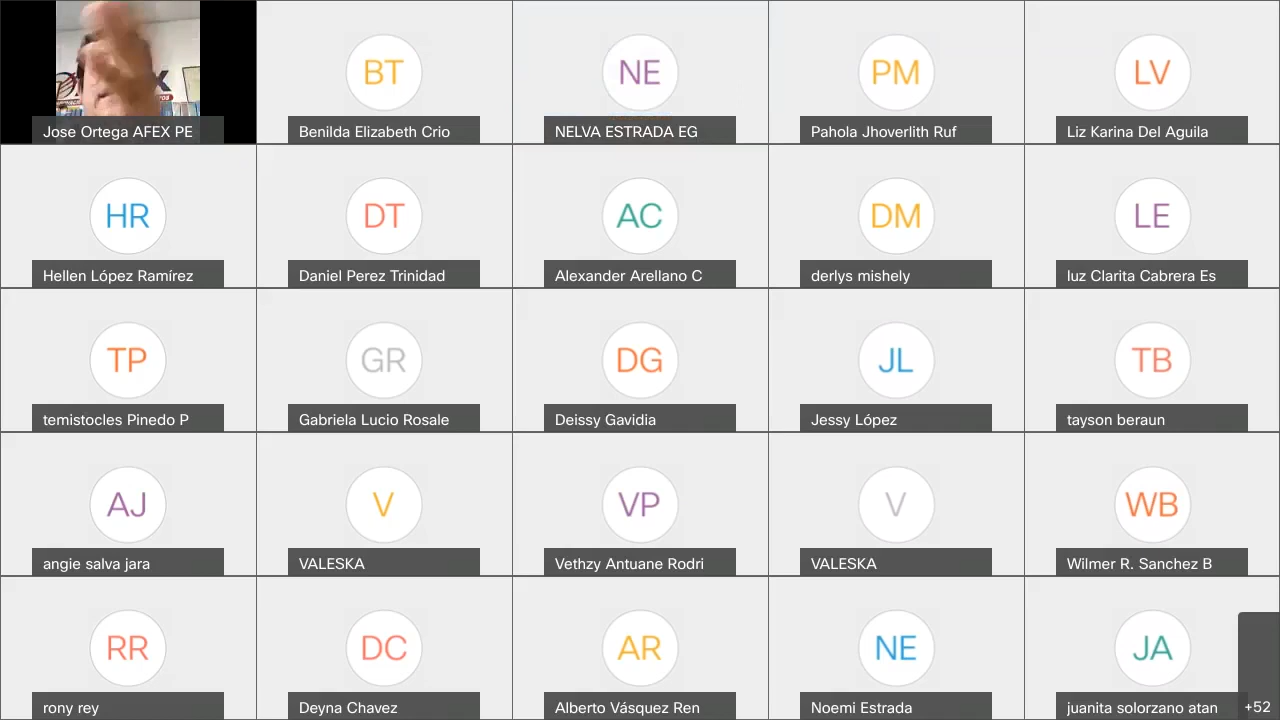 Jose Ortega AFEX PE
BT
Benilda Elizabeth Crio
NE
NELVA ESTRADA EG
PM
Pahola Jhoverlith Ruf
LV
Liz Karina Del Aguila
HR
Hellen López Ramírez
DT
Daniel Perez Trinidad
AC
Alexander Arellano C
DM
derlys mishely
LE
luz Clarita Cabrera Es
TP
temistocles Pinedo P
GR
Gabriela Lucio Rosale
DG
Deissy Gavidia
JL
Jessy López
TB
tayson beraun
AJ
angie salva jara
V
VALESKA
VP
Vethzy Antuane Rodri
V
VALESKA
WB
Wilmer R. Sanchez B
RR
rony rey
DC
Deyna Chavez
AR
Alberto Vásquez Ren
NE
Noemi Estrada
JA
juanita solorzano atan
+52